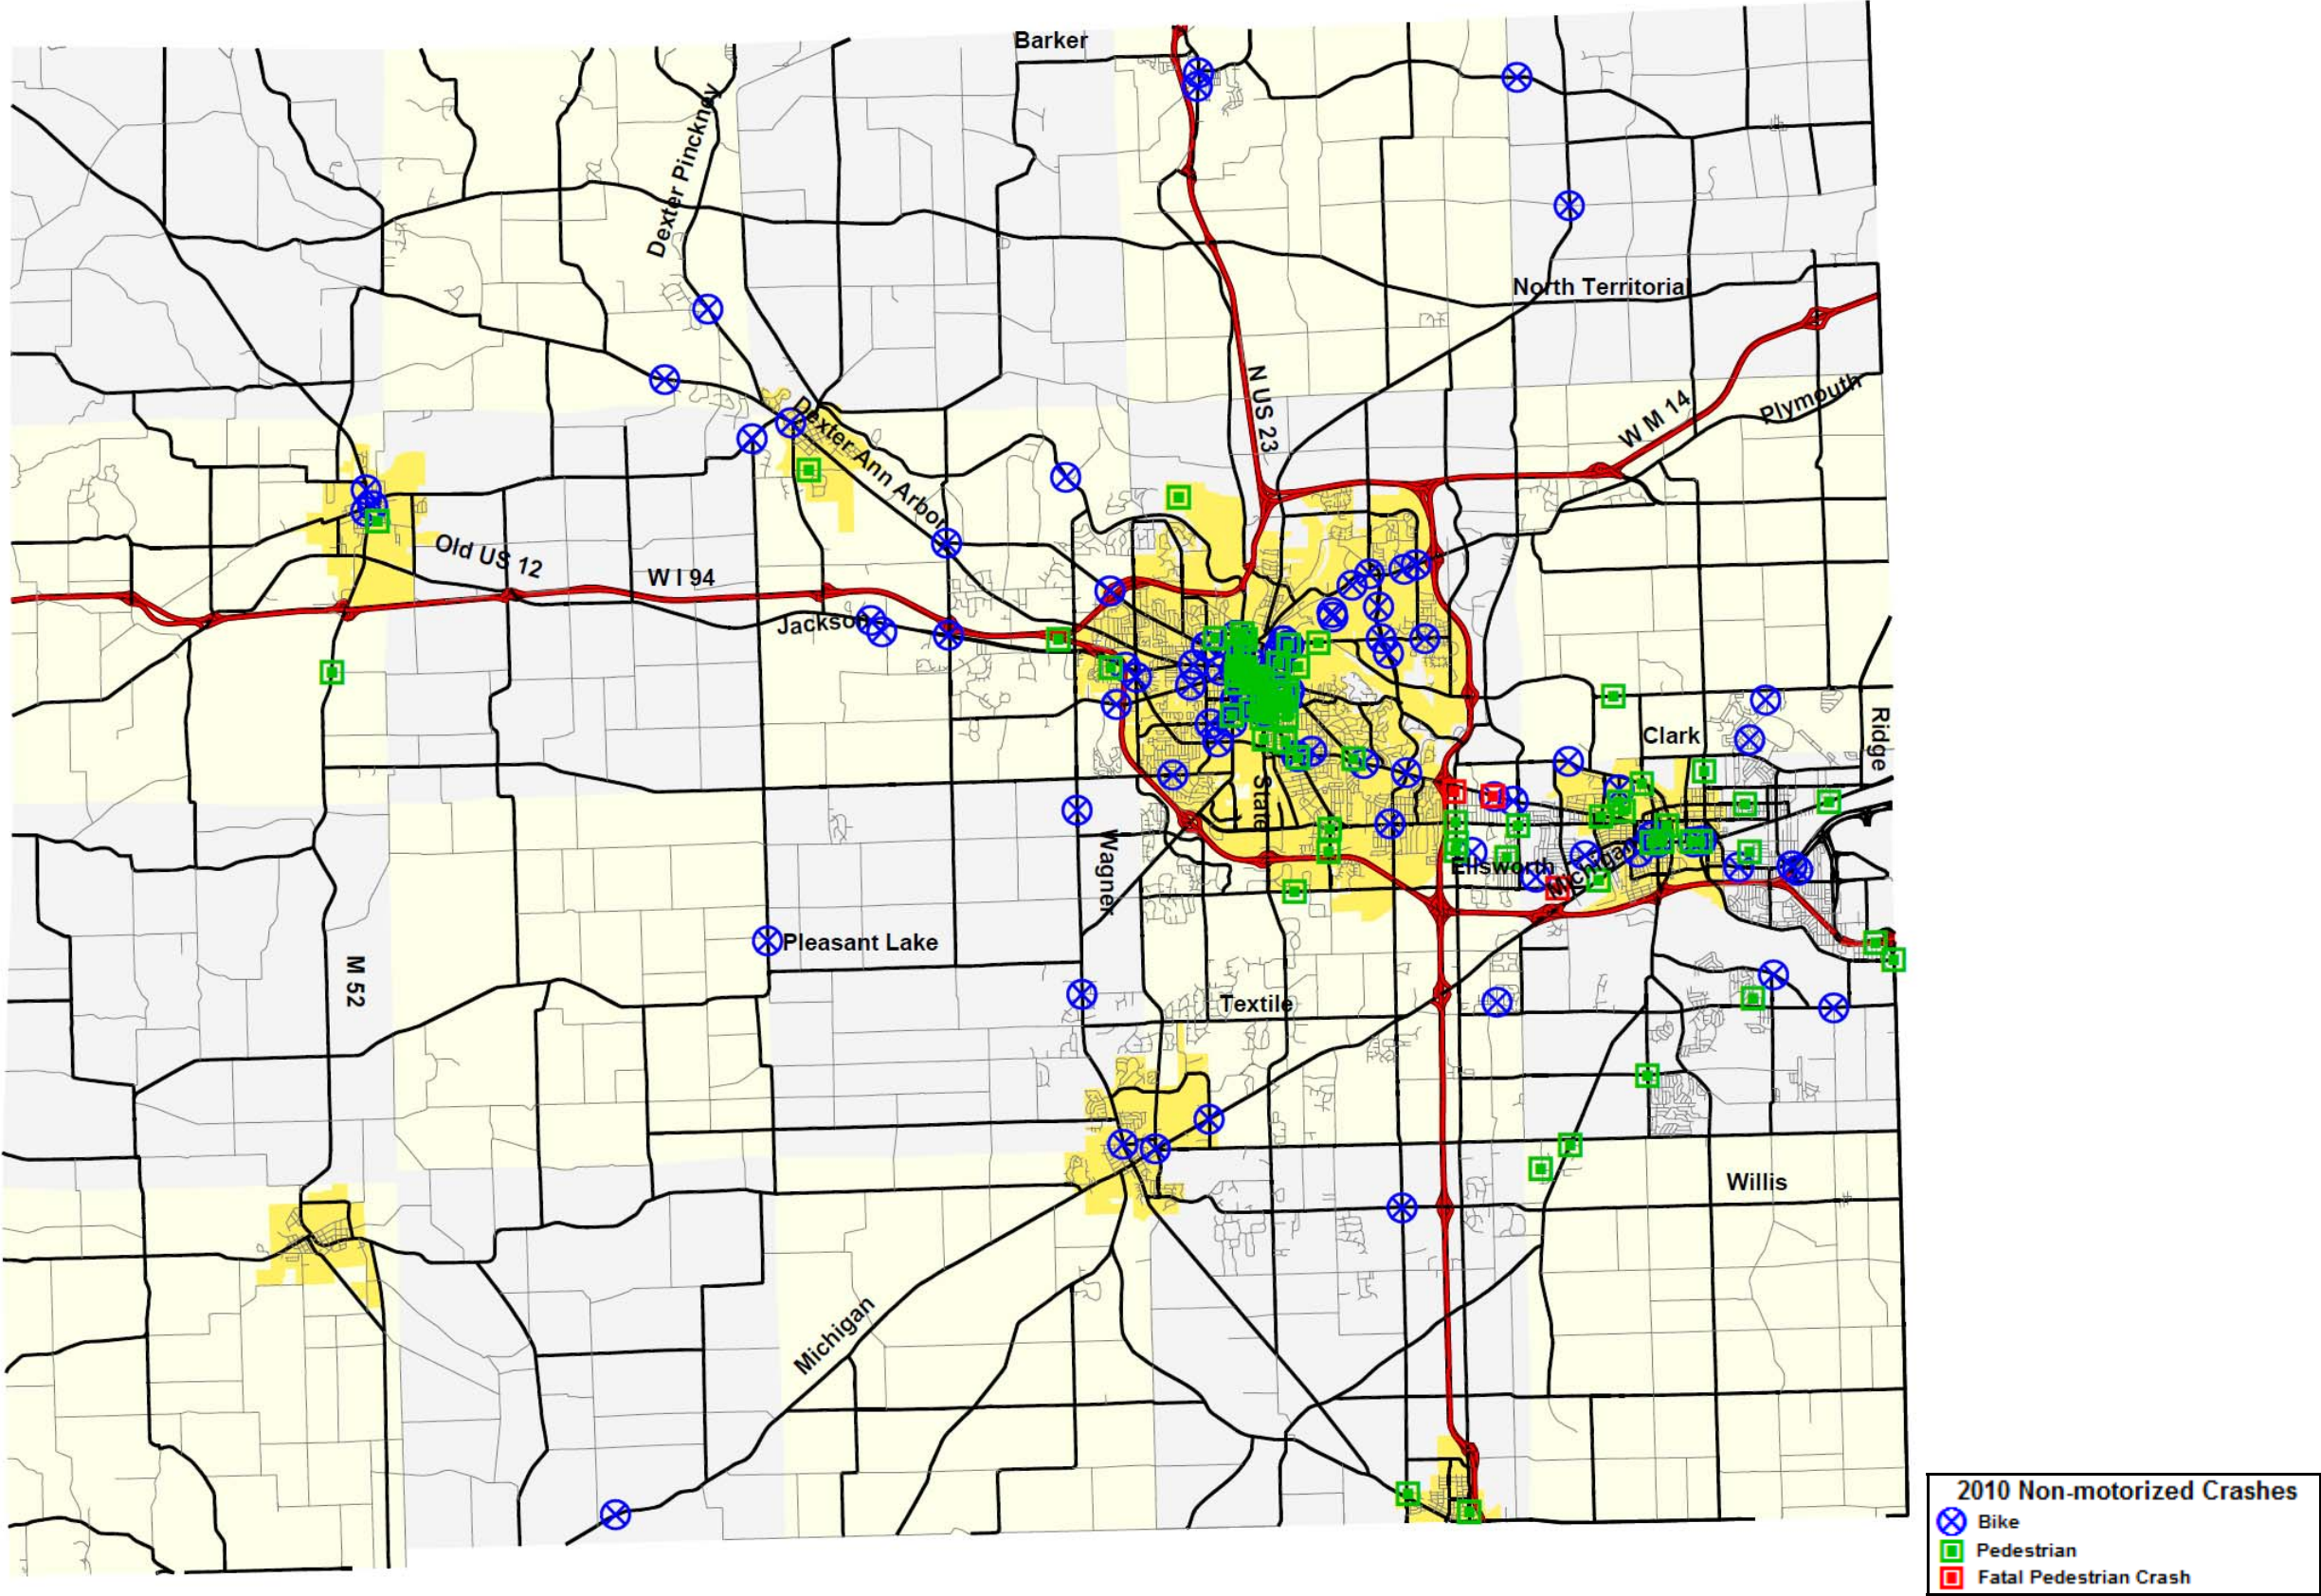 Barker
Dexter Pinckney
North Territorial
N US 23
W M 14
Plymouth
Dexter Ann Arbor
Old US 12
W I 94
Jackson
Clark
Ridge
State
Wagner
Ellsworth
Michigan
Pleasant Lake
M 52
Textile
Willis
Michigan
2010 Non-motorized Crashes
Bike
Pedestrian
Fatal Pedestrian Crash